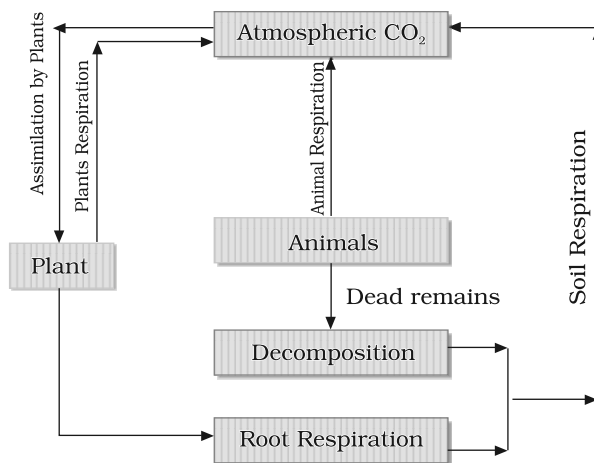 Atmospheric CO₂
Assimilation by Plants
Plants Respiration
Animal Respiration
Soil Respiration
Animals
Plant
Dead remains
Decomposition
Root Respiration